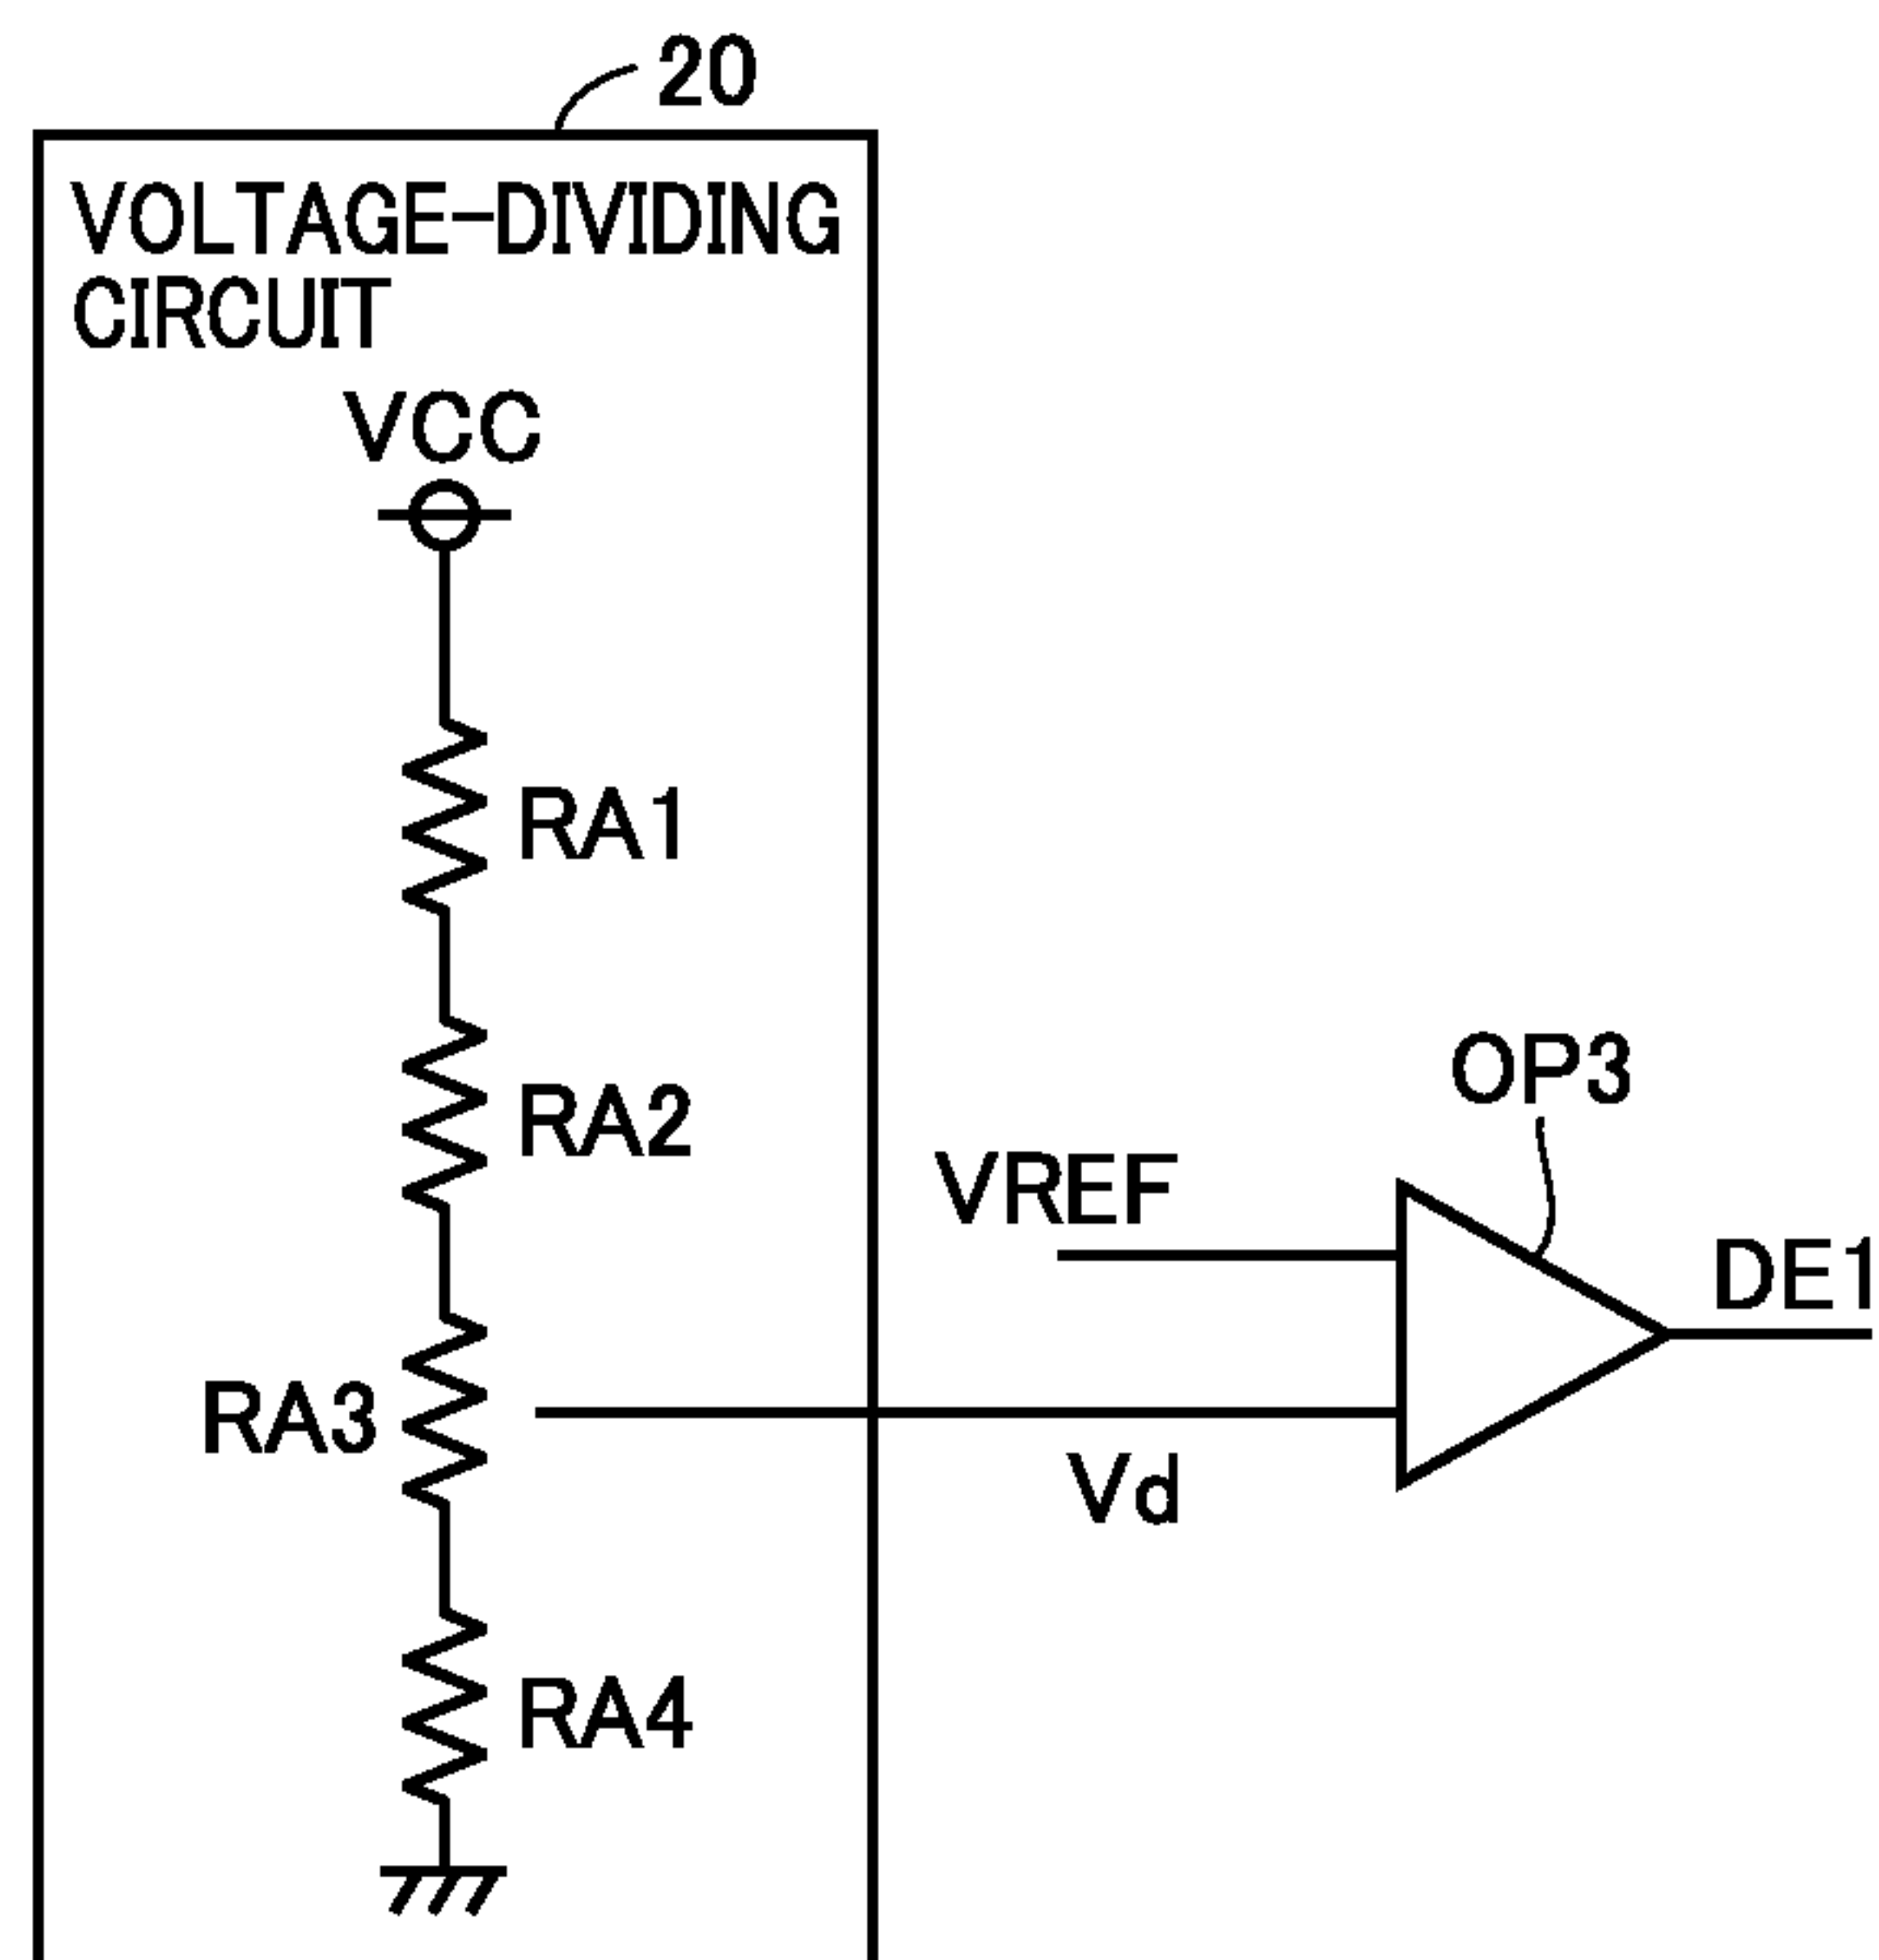 20
VOLTAGE-DIVIDING
CIRCUIT
VCC
RA1
RA2
OP3
VREF
DE1
RA3
Vd
RA4